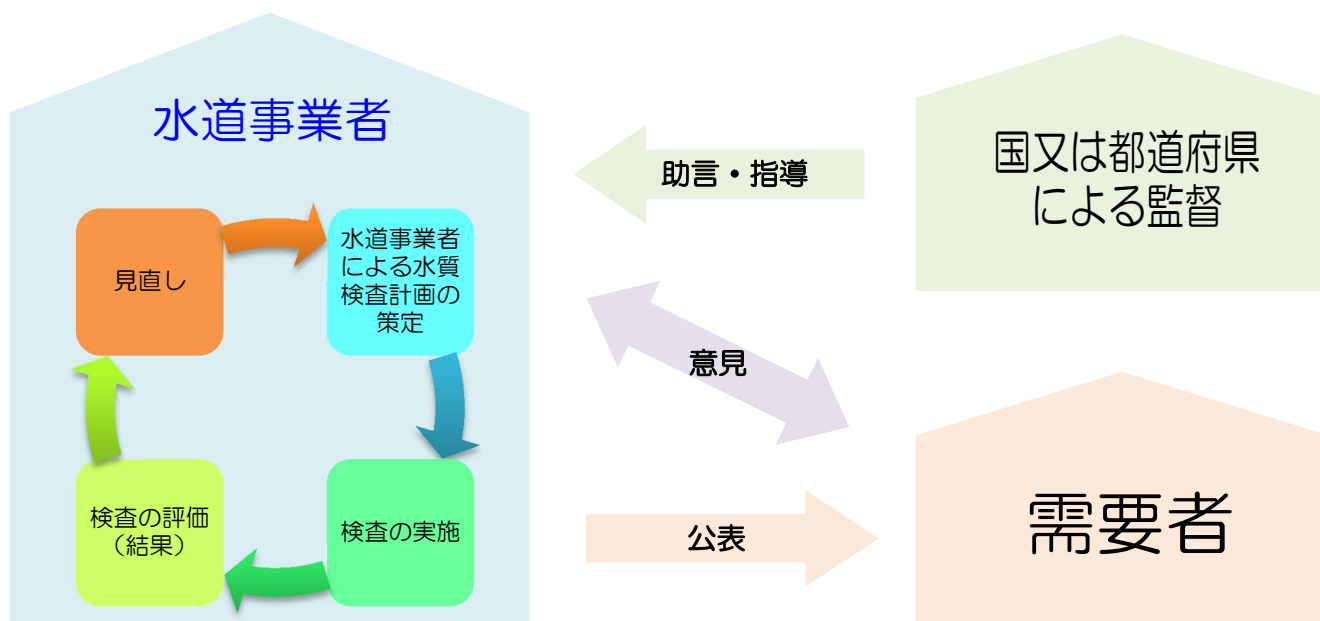 水道事業者
見直し
水道事業者
による水質
検査計画の
策定
検査の評価
（結果）
検査の実施
助言・指導
意見
公表
国又は都道府県
による監督
需要者